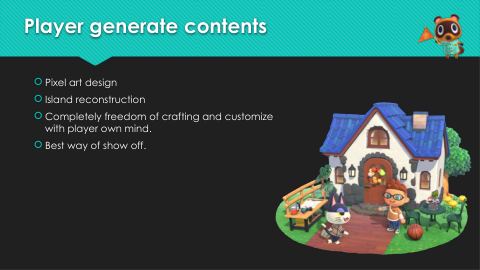 Player generate contents
Pixel art design
Island reconstruction
Completely freedom of crafting and customize
with player own mind.
Best way of show off.